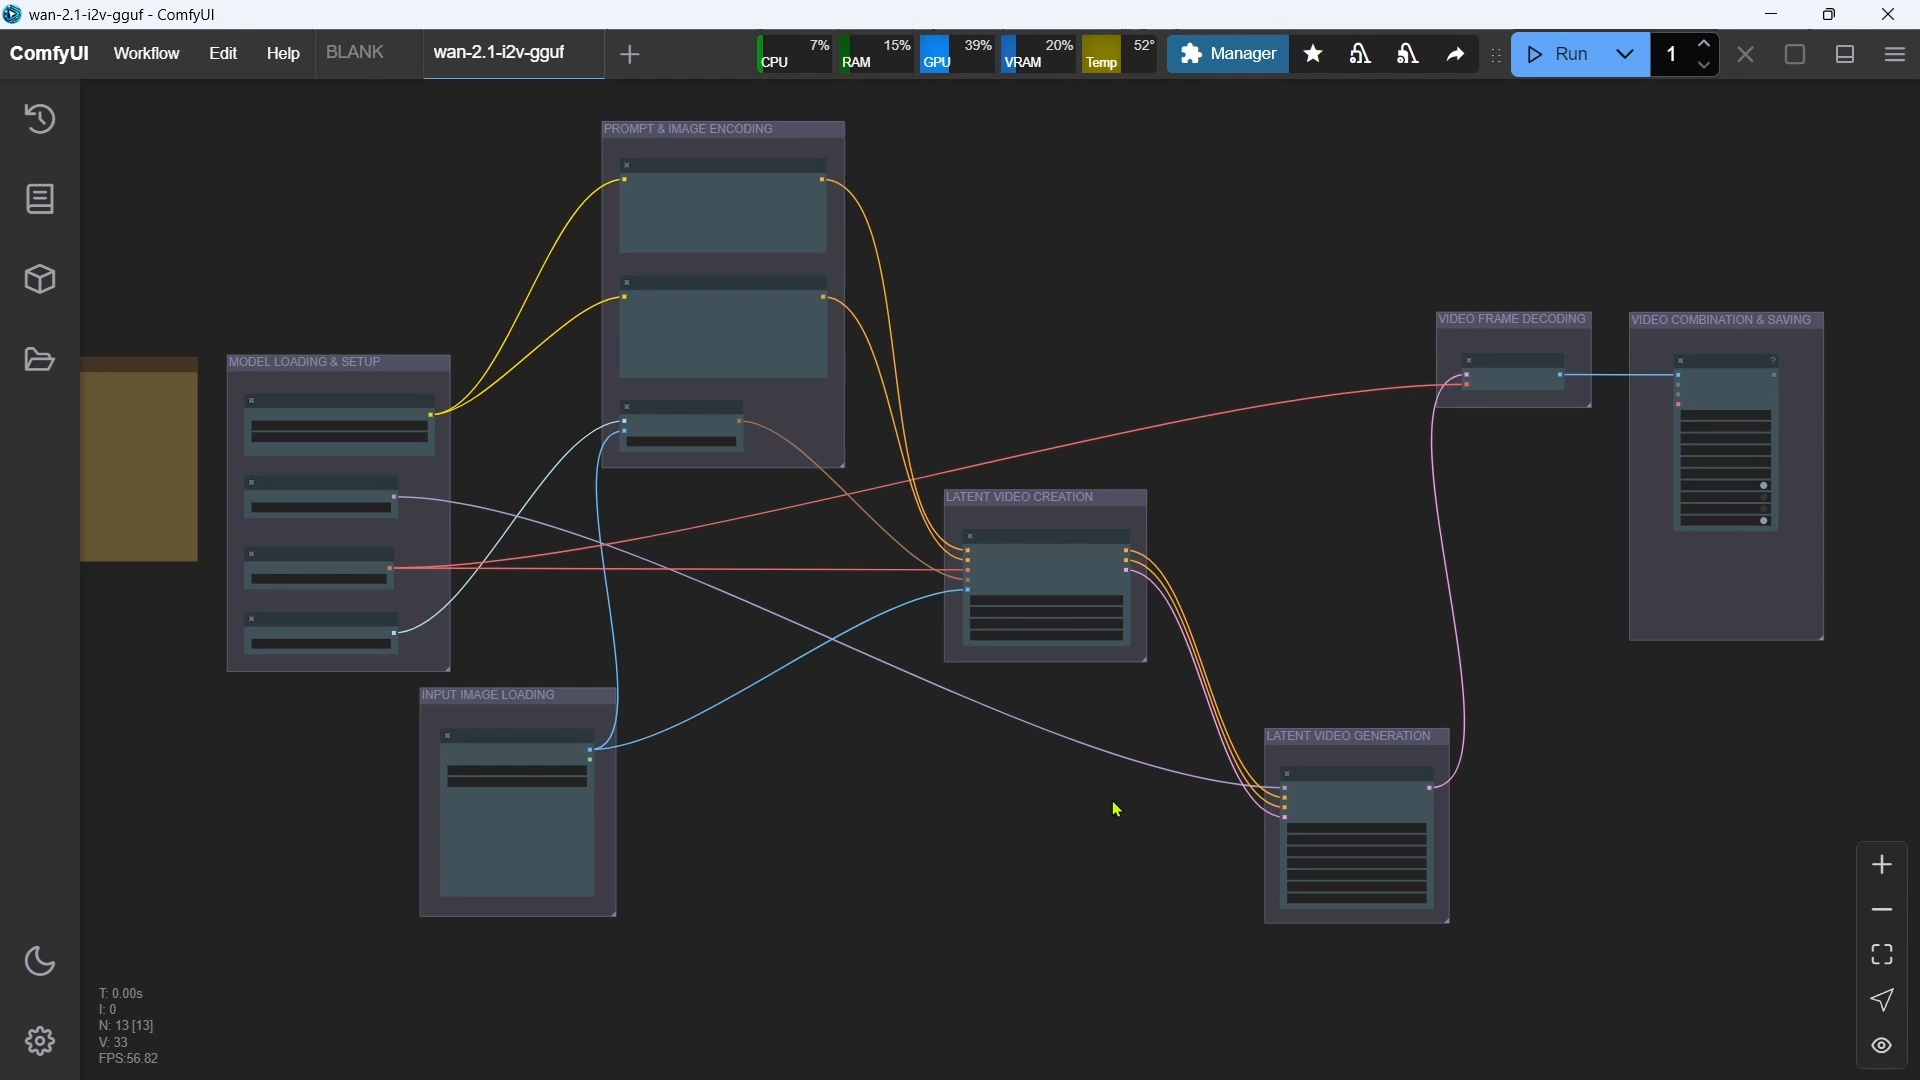 wan-2.1-i2v-gguf - ComfyUI
ComfyUI Workflow Edit Help BLANK wan-2.1-i2v-gguf
7% CPU 15% RAM 39% GPU 20% VRAM 52° Temp
Manager Run 1
PROMPT & IMAGE ENCODING
VIDEO FRAME DECODING
VIDEO COMBINATION & SAVING
?
MODEL LOADING & SETUP
LATENT VIDEO CREATION
INPUT IMAGE LOADING
LATENT VIDEO GENERATION
T: 0.00s
I: 0
N: 13 [13]
V: 33
FPS:56.82